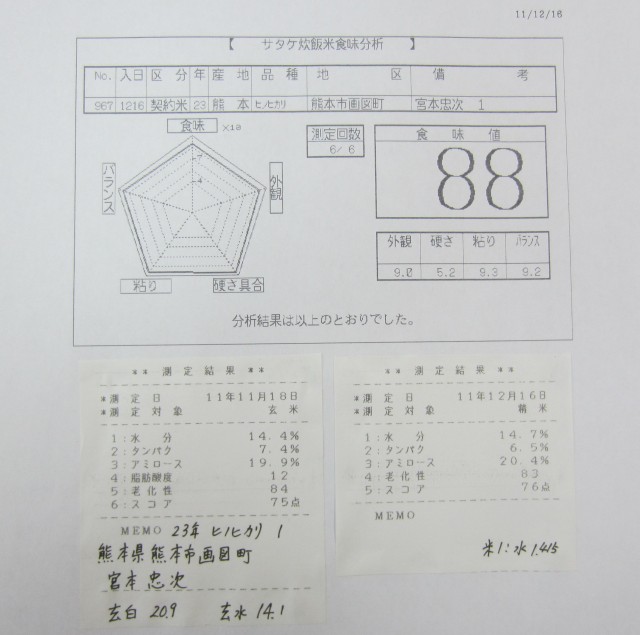 11/12/16
【 サタケ炊飯米食味分析 】
No. 入日 区分 年 産地 品種 地区 備考
967 1216 契約米 23 熊本 ヒノヒカリ 熊本市画図町 宮本忠次 1
食味 ×10
バランス
外観
粘り
硬さ具合
測定回数
6/ 6
食味値
88
外観 硬さ 粘り バランス
9.0 5.2 9.3 9.2
分析結果は以上のとおりでした。
** 測定結果 **
*測定日 11年11月18日
*測定対象 玄米
1:水分 14.4%
2:タンパク 7.4%
3:アミロース 19.9%
4:脂肪酸度 12
5:老化性 84
6:スコア 75点
MEMO 23年 ヒノヒカリ 1
熊本県熊本市画図町
宮本忠次
玄白 20.9 玄水 14.1
** 測定結果 **
*測定日 11年12月16日
*測定対象 精米
1:水分 14.7%
2:タンパク 6.5%
3:アミロース 20.4%
4:老化性 83
5:スコア 76点
MEMO
米1:水1.415